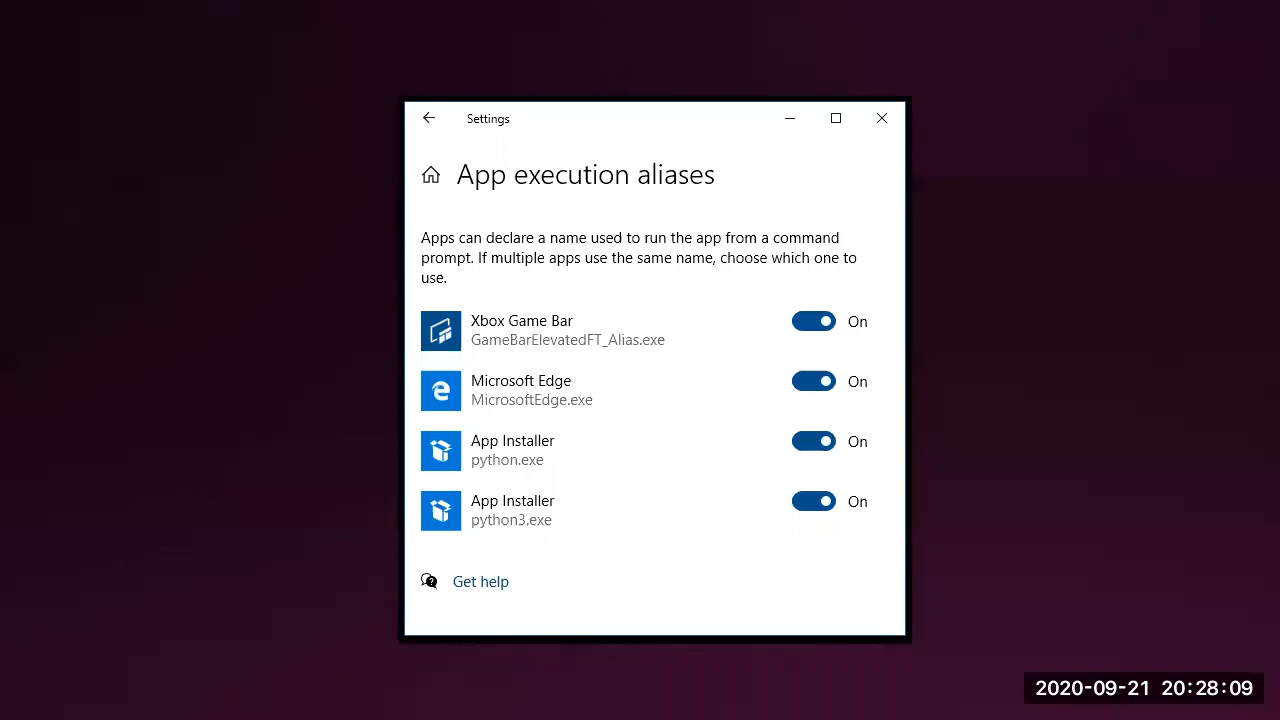 Settings
App execution aliases
Apps can declare a name used to run the app from a command
prompt. If multiple apps use the same name, choose which one to
use.
Xbox Game Bar
On
GameBarElevatedFT_Alias.exe
Microsoft Edge
On
MicrosoftEdge.exe
App Installer
On
python.exe
App Installer
On
python3.exe
Get help
2020-09-21 20:28:09